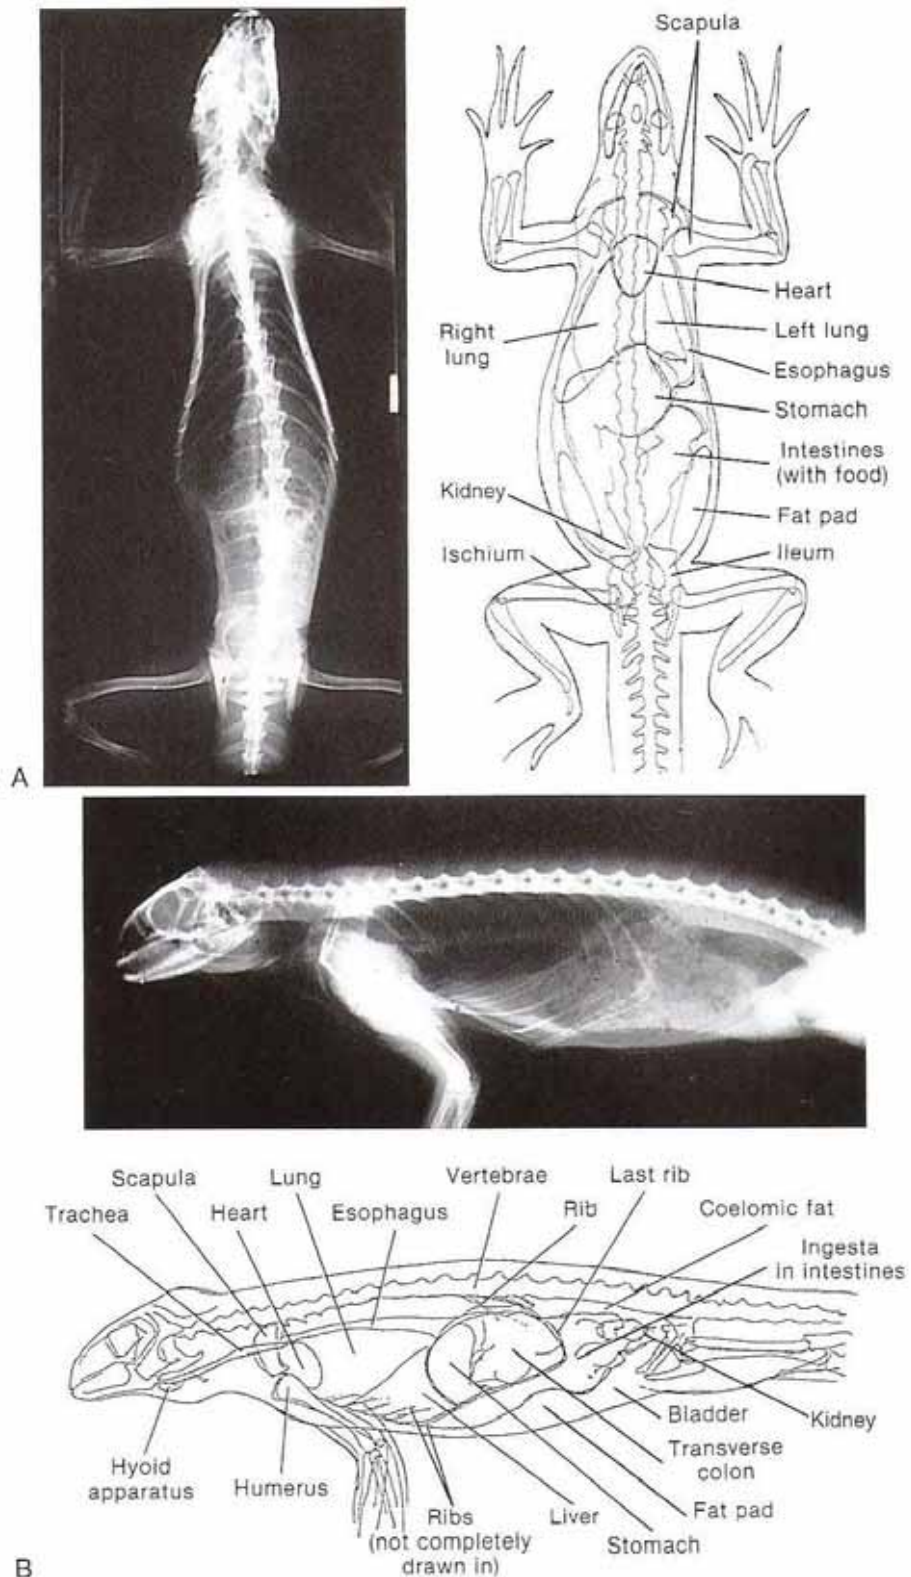 Scapula
Heart
Right
lung
Left lung
Esophagus
Stomach
Intestines
(with food)
Kidney
Fat pad
Ischium
Ileum
A
Scapula
Lung
Vertebrae
Last rib
Trachea
Heart
Esophagus
Rib
Coelomic fat
Ingesta
in intestines
Hyoid
apparatus
Humerus
Ribs
(not completely
drawn in)
Liver
Stomach
Fat pad
Transverse
colon
Bladder
Kidney
B